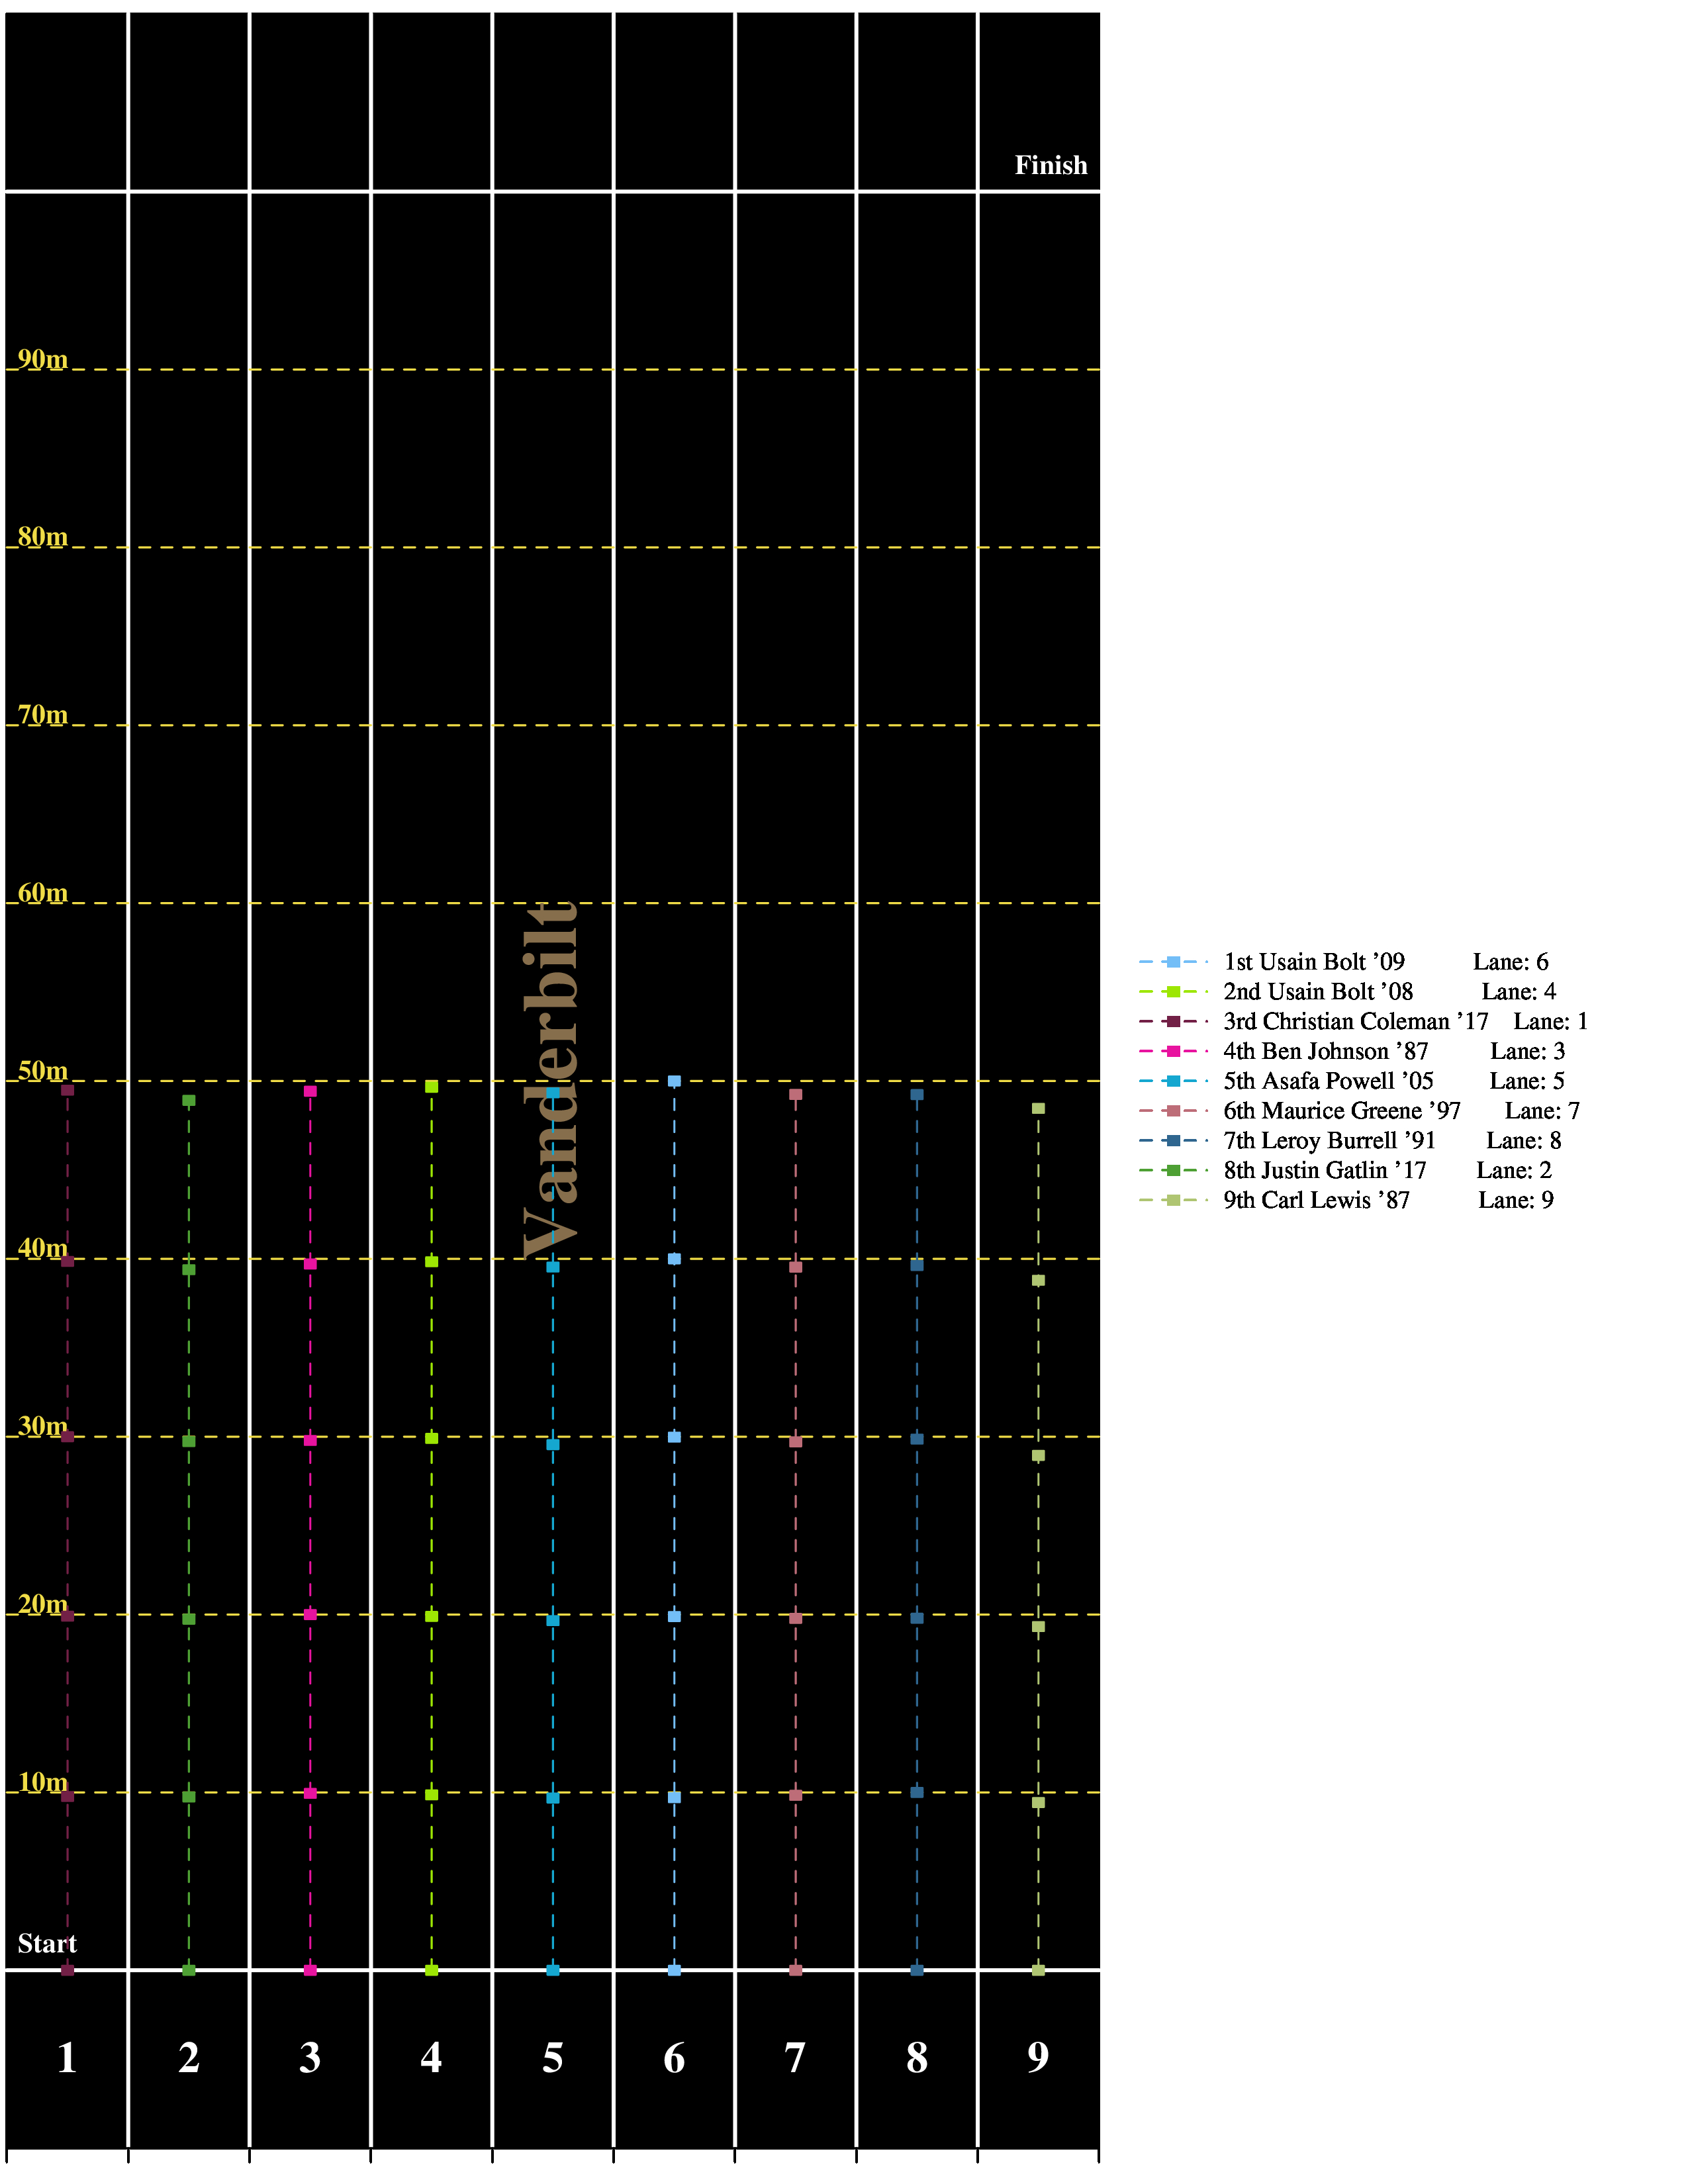 Finish
90m
80m
70m
60m
50m
40m
30m
20m
10m
Start
Vanderbilt
1 2 3 4 5 6 7 8 9
1st Usain Bolt ’09 Lane: 6
2nd Usain Bolt ’08 Lane: 4
3rd Christian Coleman ’17 Lane: 1
4th Ben Johnson ’87 Lane: 3
5th Asafa Powell ’05 Lane: 5
6th Maurice Greene ’97 Lane: 7
7th Leroy Burrell ’91 Lane: 8
8th Justin Gatlin ’17 Lane: 2
9th Carl Lewis ’87 Lane: 9